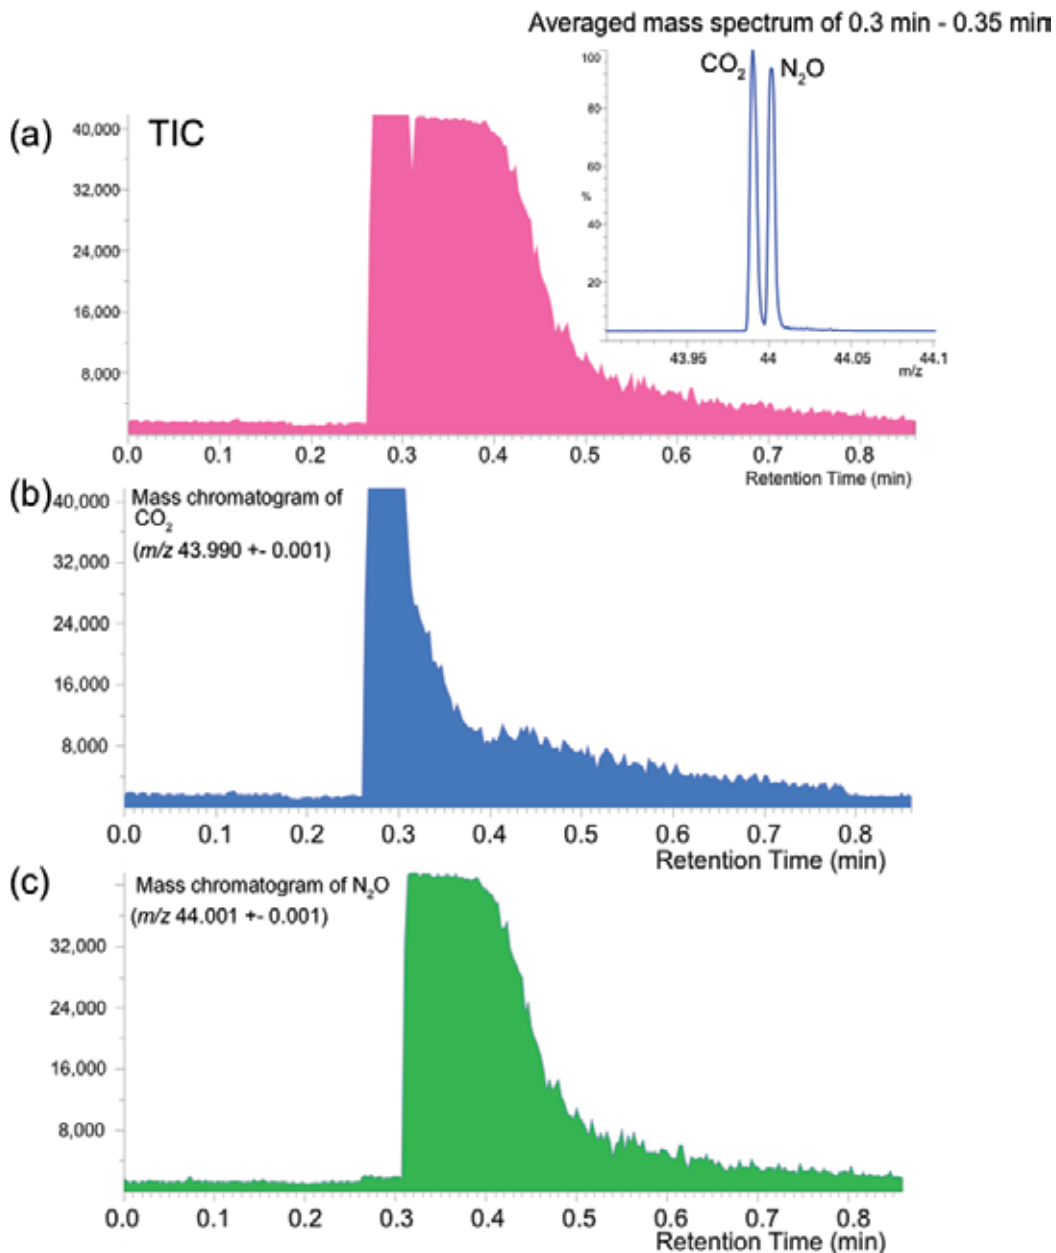 Averaged mass spectrum of 0.3 min - 0.35 min
(a)
TIC
40,000
32,000
24,000
16,000
8,000
0.0 0.1 0.2 0.3 0.4 0.5 0.6 0.7 0.8
Retention Time (min)
CO₂ N₂O
100
80
60
%
40
20
43.95 44 44.05 44.1
m/z
(b)
Mass chromatogram of
CO₂
(m/z 43.990 +- 0.001)
40,000
32,000
24,000
16,000
8,000
0.0 0.1 0.2 0.3 0.4 0.5 0.6 0.7 0.8
Retention Time (min)
(c)
Mass chromatogram of N₂O
(m/z 44.001 +- 0.001)
32,000
24,000
16,000
8,000
0.0 0.1 0.2 0.3 0.4 0.5 0.6 0.7 0.8
Retention Time (min)